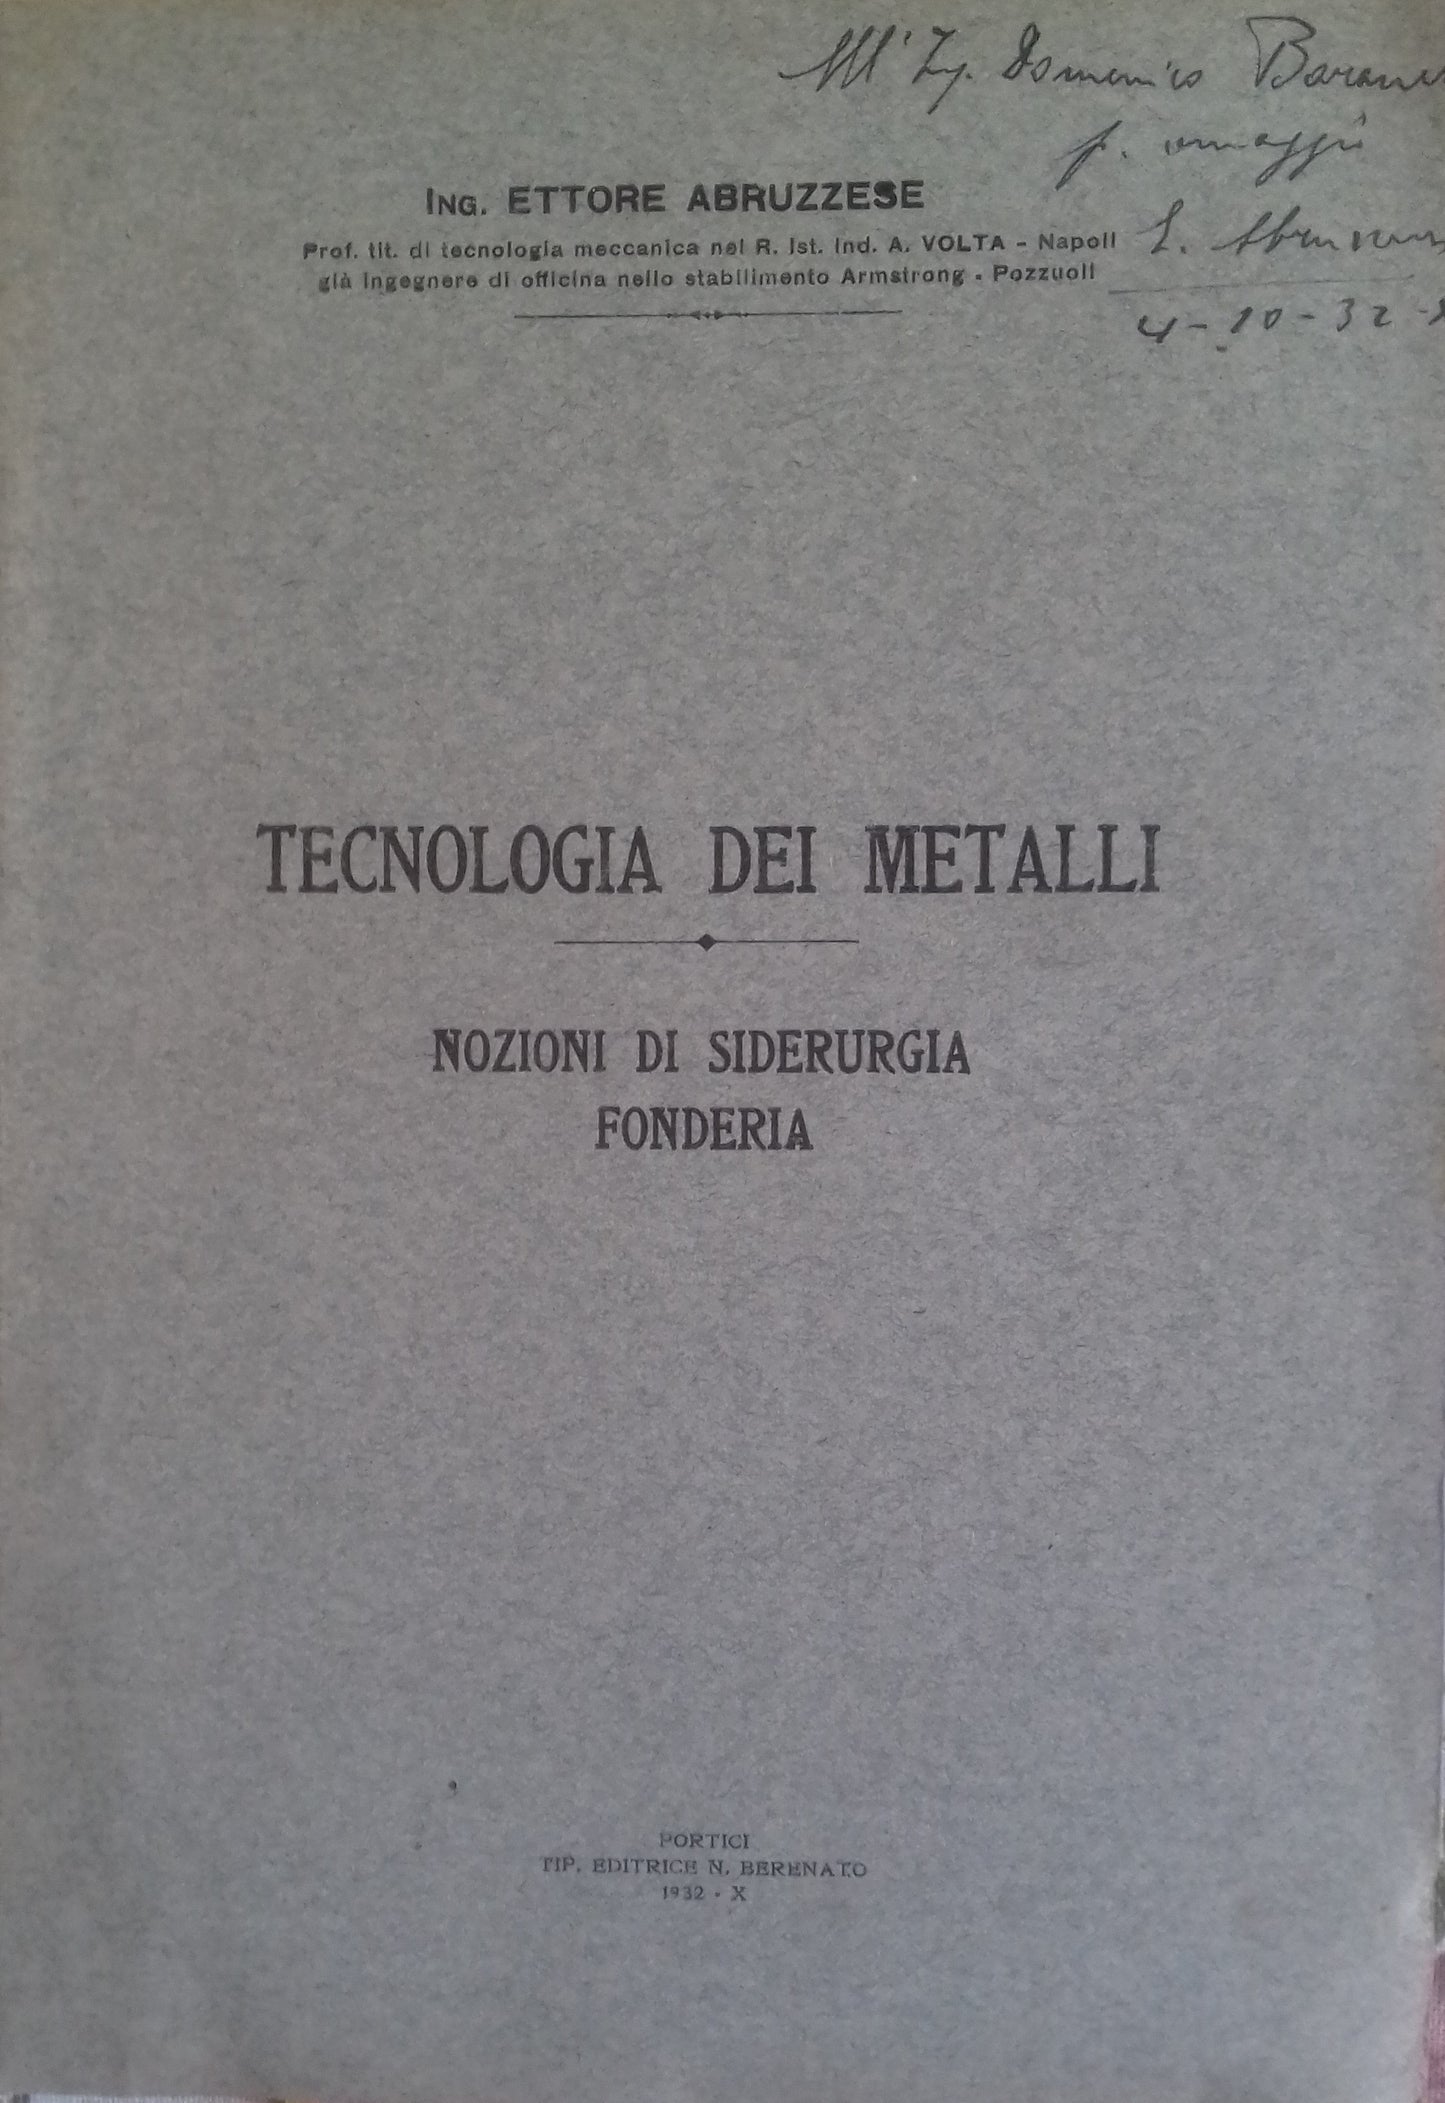 All' Ing. Domenico
p. omaggio
ING. ETTORE ABRUZZESE
Prof. tit. di tecnologia meccanica nel R. Ist. Ind. A. VOLTA - Napoli
già ingegnere di officina nello stabilimento Armstrong - Pozzuoli
E.
4-10-32
TECNOLOGIA DEI METALLI
NOZIONI DI SIDERURGIA
FONDERIA
PORTICI
TIP. EDITRICE N. BERENATO
1932 - X